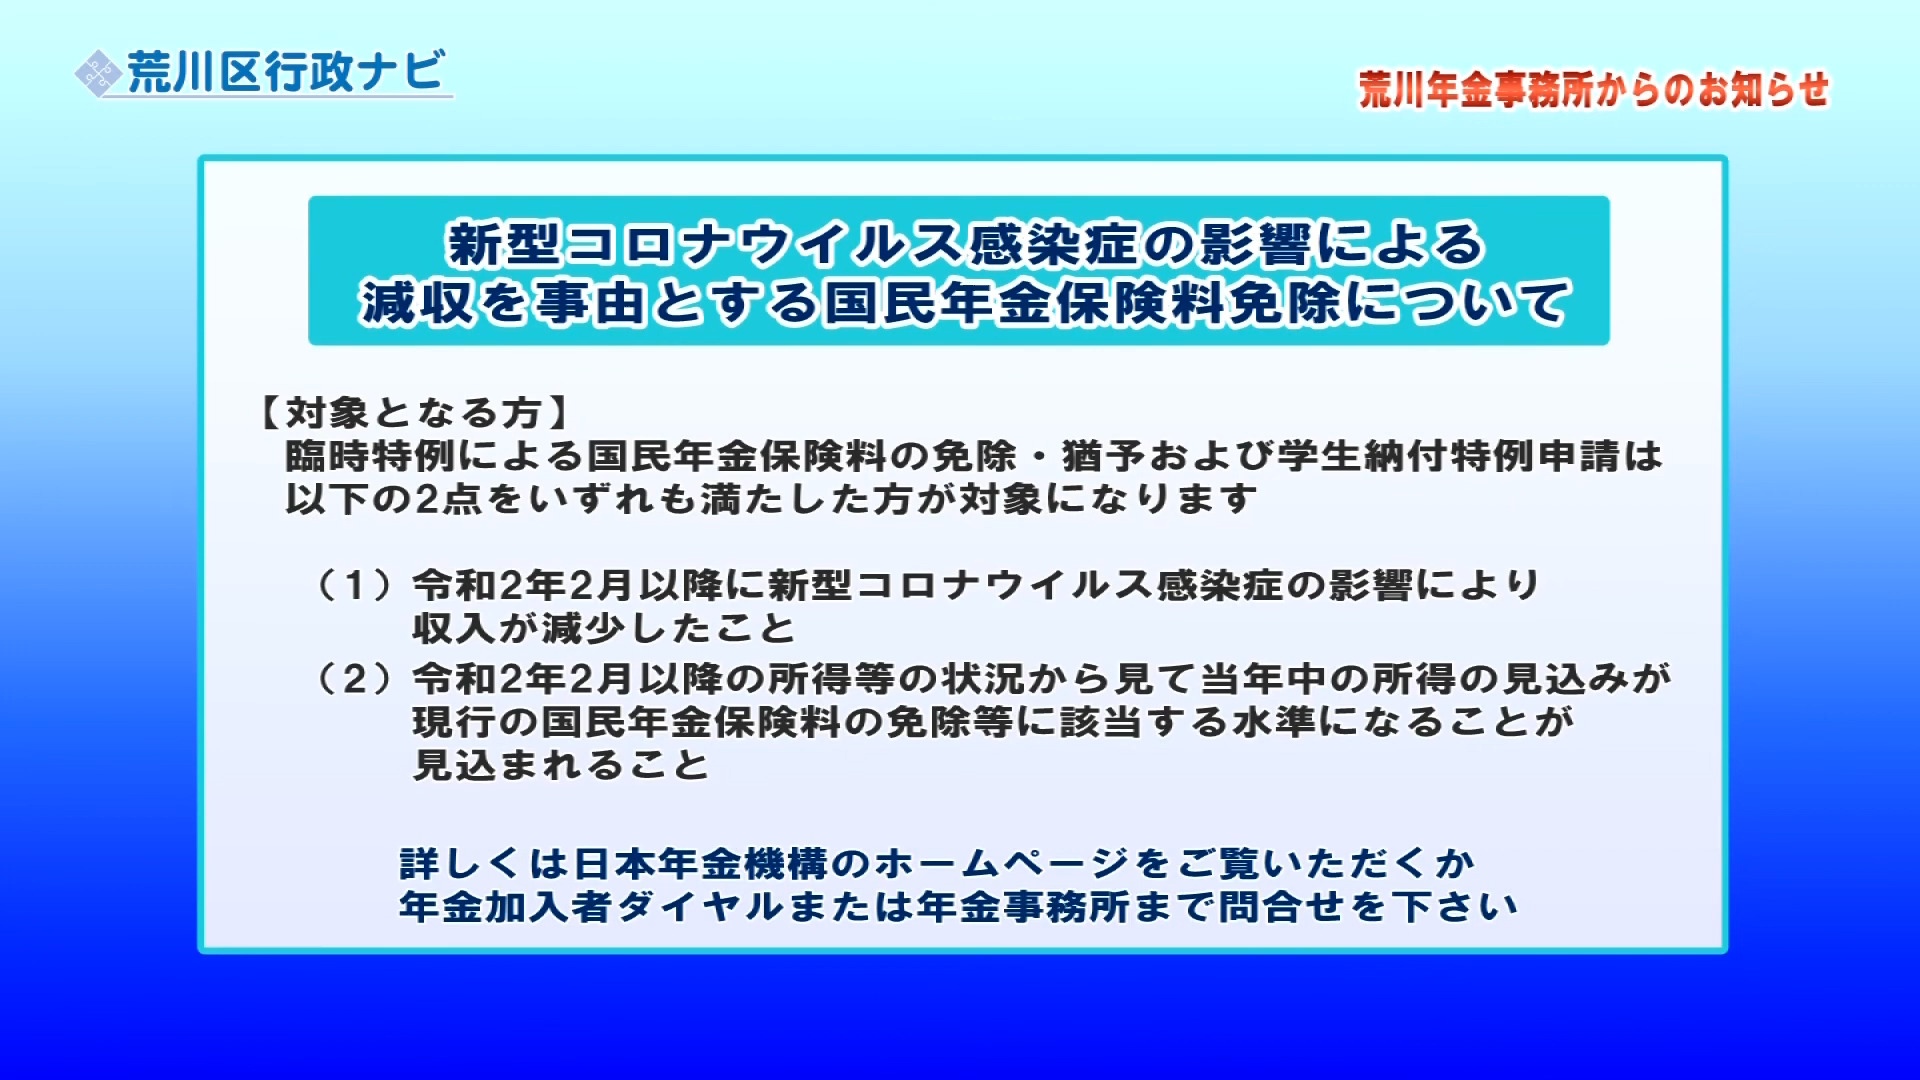 荒川区行政ナビ
荒川年金事務所からのお知らせ
新型コロナウイルス感染症の影響による
減収を事由とする国民年金保険料免除について
【対象となる方】
臨時特例による国民年金保険料の免除・猶予および学生納付特例申請は
以下の2点をいずれも満たした方が対象になります
（1）令和2年2月以降に新型コロナウイルス感染症の影響により
収入が減少したこと
（2）令和2年2月以降の所得等の状況から見て当年中の所得の見込みが
現行の国民年金保険料の免除等に該当する水準になることが
見込まれること
詳しくは日本年金機構のホームページをご覧いただくか
年金加入者ダイヤルまたは年金事務所まで問合せを下さい